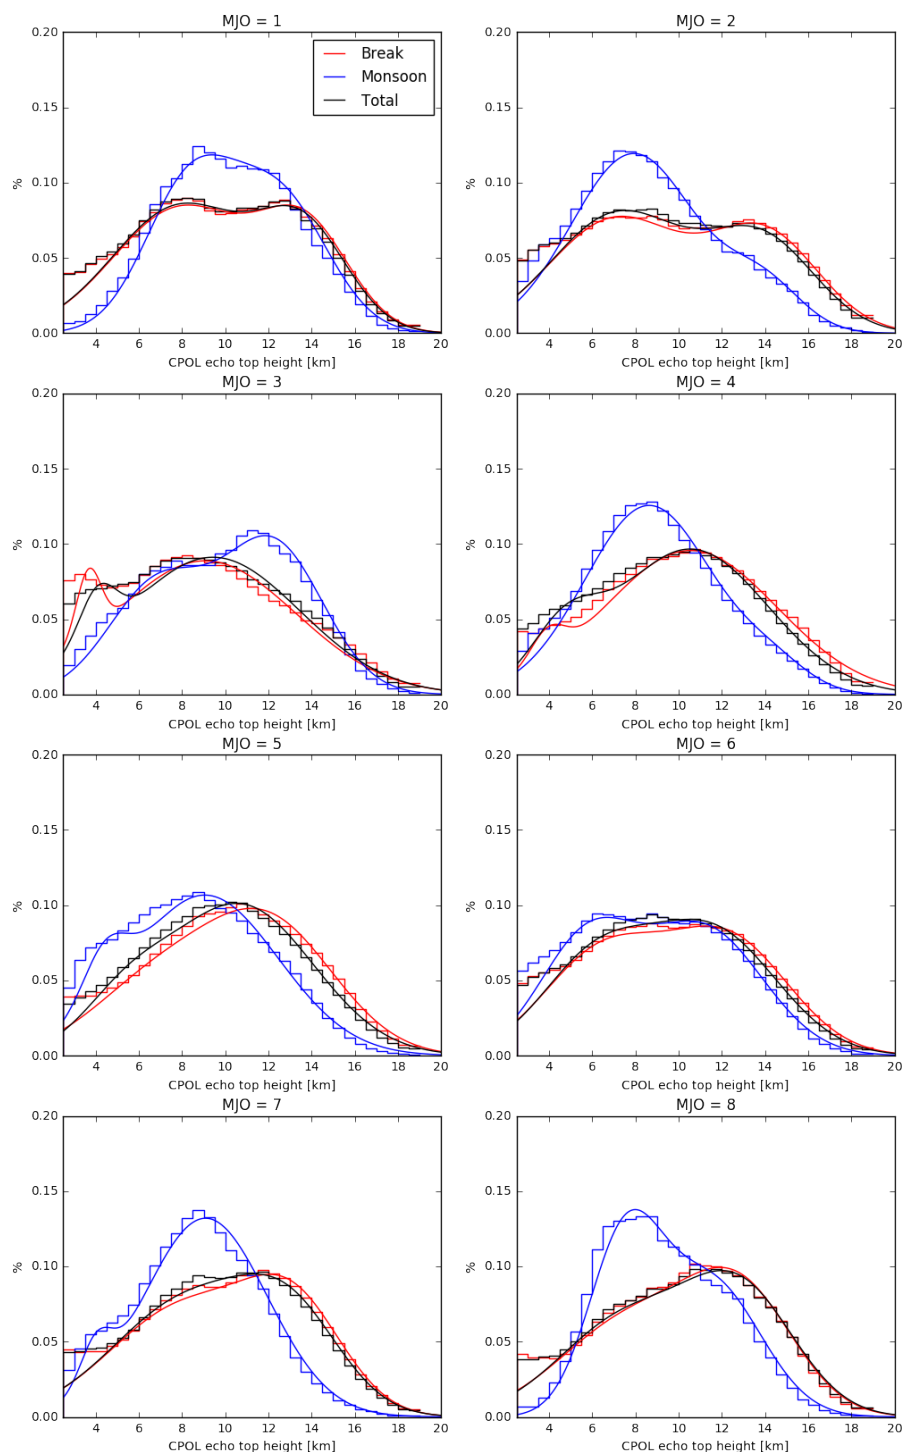 MJO = 1
0.20
0.15
0.10
0.05
0.00
%
Break
Monsoon
Total
4 6 8 10 12 14 16 18 20
CPOL echo top height [km]
MJO = 2
0.20
0.15
0.10
0.05
0.00
%
4 6 8 10 12 14 16 18 20
CPOL echo top height [km]
MJO = 3
0.20
0.15
0.10
0.05
0.00
%
4 6 8 10 12 14 16 18 20
CPOL echo top height [km]
MJO = 4
0.20
0.15
0.10
0.05
0.00
%
4 6 8 10 12 14 16 18 20
CPOL echo top height [km]
MJO = 5
0.20
0.15
0.10
0.05
0.00
%
4 6 8 10 12 14 16 18 20
CPOL echo top height [km]
MJO = 6
0.20
0.15
0.10
0.05
0.00
%
4 6 8 10 12 14 16 18 20
CPOL echo top height [km]
MJO = 7
0.20
0.15
0.10
0.05
0.00
%
4 6 8 10 12 14 16 18 20
CPOL echo top height [km]
MJO = 8
0.20
0.15
0.10
0.05
0.00
%
4 6 8 10 12 14 16 18 20
CPOL echo top height [km]